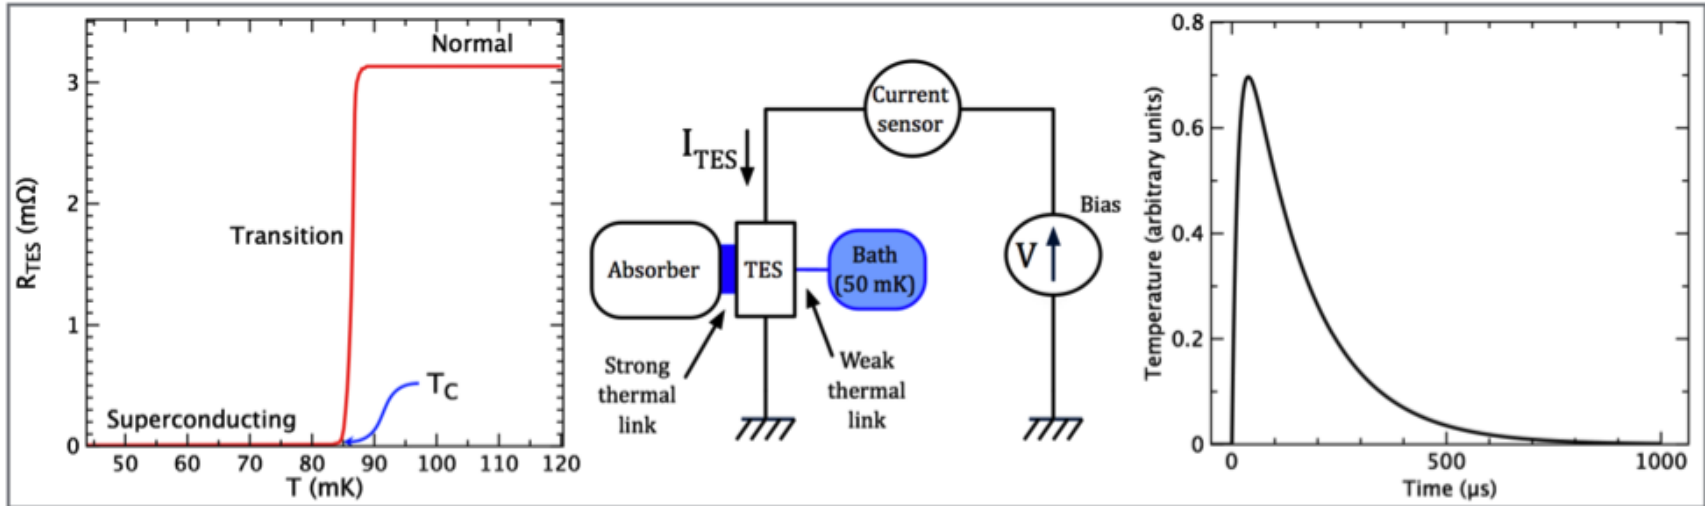 Normal
3
2
1
0
R_TES (mΩ)
Transition
T_C
Superconducting
50 60 70 80 90 100 110 120
T (mK)
Current
sensor
I_TES
Bias
V
Absorber
TES
Bath
(50 mK)
Strong
thermal
link
Weak
thermal
link
0.8
0.6
0.4
0.2
0
Temperature (arbitrary units)
0 500 1000
Time (μs)